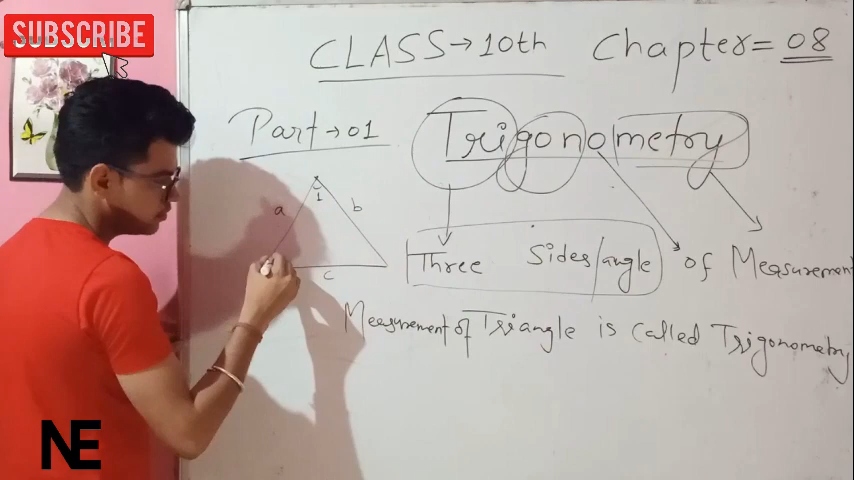 SUBSCRIBE
CLASS→10th Chapter=08
Part→01 Trigonometry
1
a b
c
Three Sides/angle of Measurement
Measurement of Triangle is called Trigonometry
NE